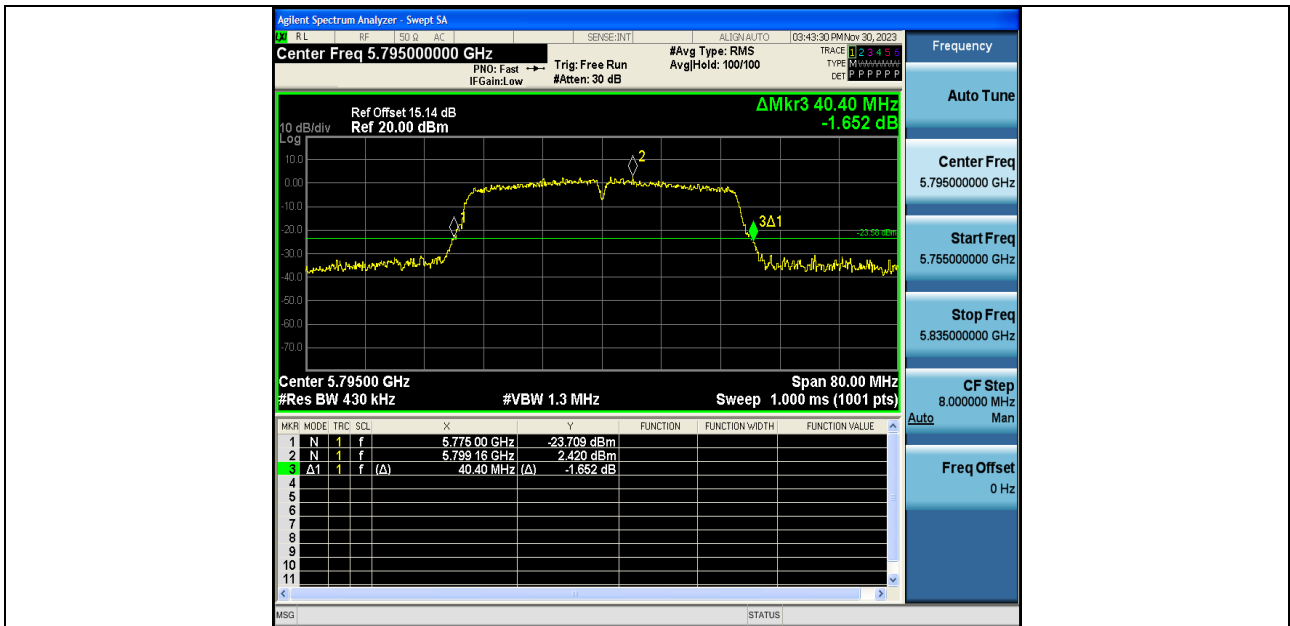 Agilent Spectrum Analyzer - Swept SA
RL RF 50 Ω AC SENSE:INT ALIGN AUTO 03:43:30 PM Nov 30, 2023
Center Freq 5.795000000 GHz
PNO: Fast
IFGain:Low
Trig: Free Run
#Atten: 30 dB
#Avg Type: RMS
Avg|Hold: 100/100
TRACE 1 2 3 4 5 6
TYPE M
DET P P P P P P
Ref Offset 15.14 dB
10 dB/div Ref 20.00 dBm
Log
ΔMkr3 40.40 MHz
-1.652 dB
10.0
0.00
-10.0
-20.0
-30.0
-40.0
-50.0
-60.0
-70.0
2
1
3Δ1
-23.58 dBm
Center 5.79500 GHz Span 80.00 MHz
#Res BW 430 kHz #VBW 1.3 MHz Sweep 1.000 ms (1001 pts)
MKR MODE TRC SCL X Y FUNCTION FUNCTION WIDTH FUNCTION VALUE
1 N 1 f 5.775 00 GHz -23.709 dBm
2 N 1 f 5.799 16 GHz 2.420 dBm
3 Δ1 1 f (Δ) 40.40 MHz (Δ) -1.652 dB
4
5
6
7
8
9
10
11
MSG STATUS
Frequency
Auto Tune
Center Freq
5.795000000 GHz
Start Freq
5.755000000 GHz
Stop Freq
5.835000000 GHz
CF Step
8.000000 MHz
Auto Man
Freq Offset
0 Hz